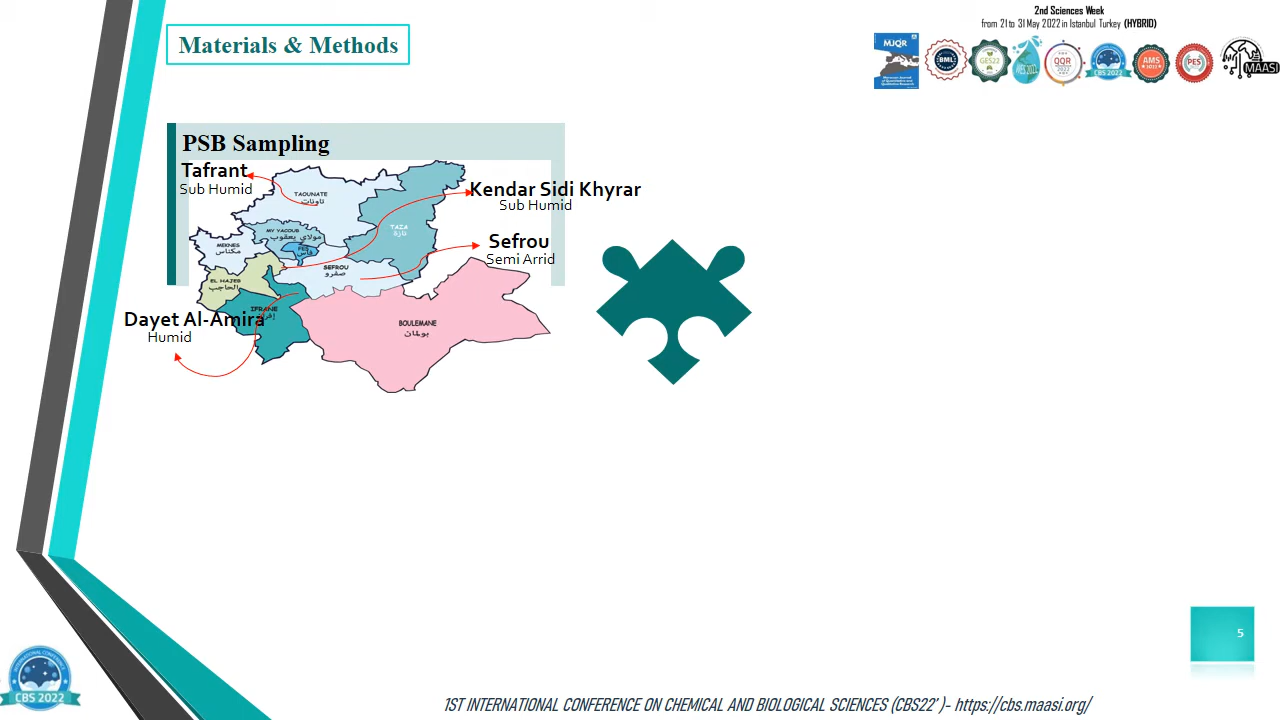 2nd Sciences Week
from 21 to 31 May 2022 in Istanbul Turkey (HYBRID)
Materials & Methods
MJQR
BML
GES22
QQR
2022
CBS 2022
AMS
PES
MAASI
PSB Sampling
Tafrant
Sub Humid
Kendar Sidi Khyrar
Sub Humid
Sefrou
Semi Arrid
Dayet Al-Amira
Humid
TAOUNATE
تاونات
TAZA
تازة
MY YACOUB
مولاي يعقوب
FES
فاس
MEKNES
مكناس
SEFROU
صفرو
EL HAJEB
الحاجب
IFRANE
BOULEMANE
بولمان
5
INTERNATIONAL CONFERENCE
CBS 2022
1ST INTERNATIONAL CONFERENCE ON CHEMICAL AND BIOLOGICAL SCIENCES (CBS22' )- https://cbs.maasi.org/